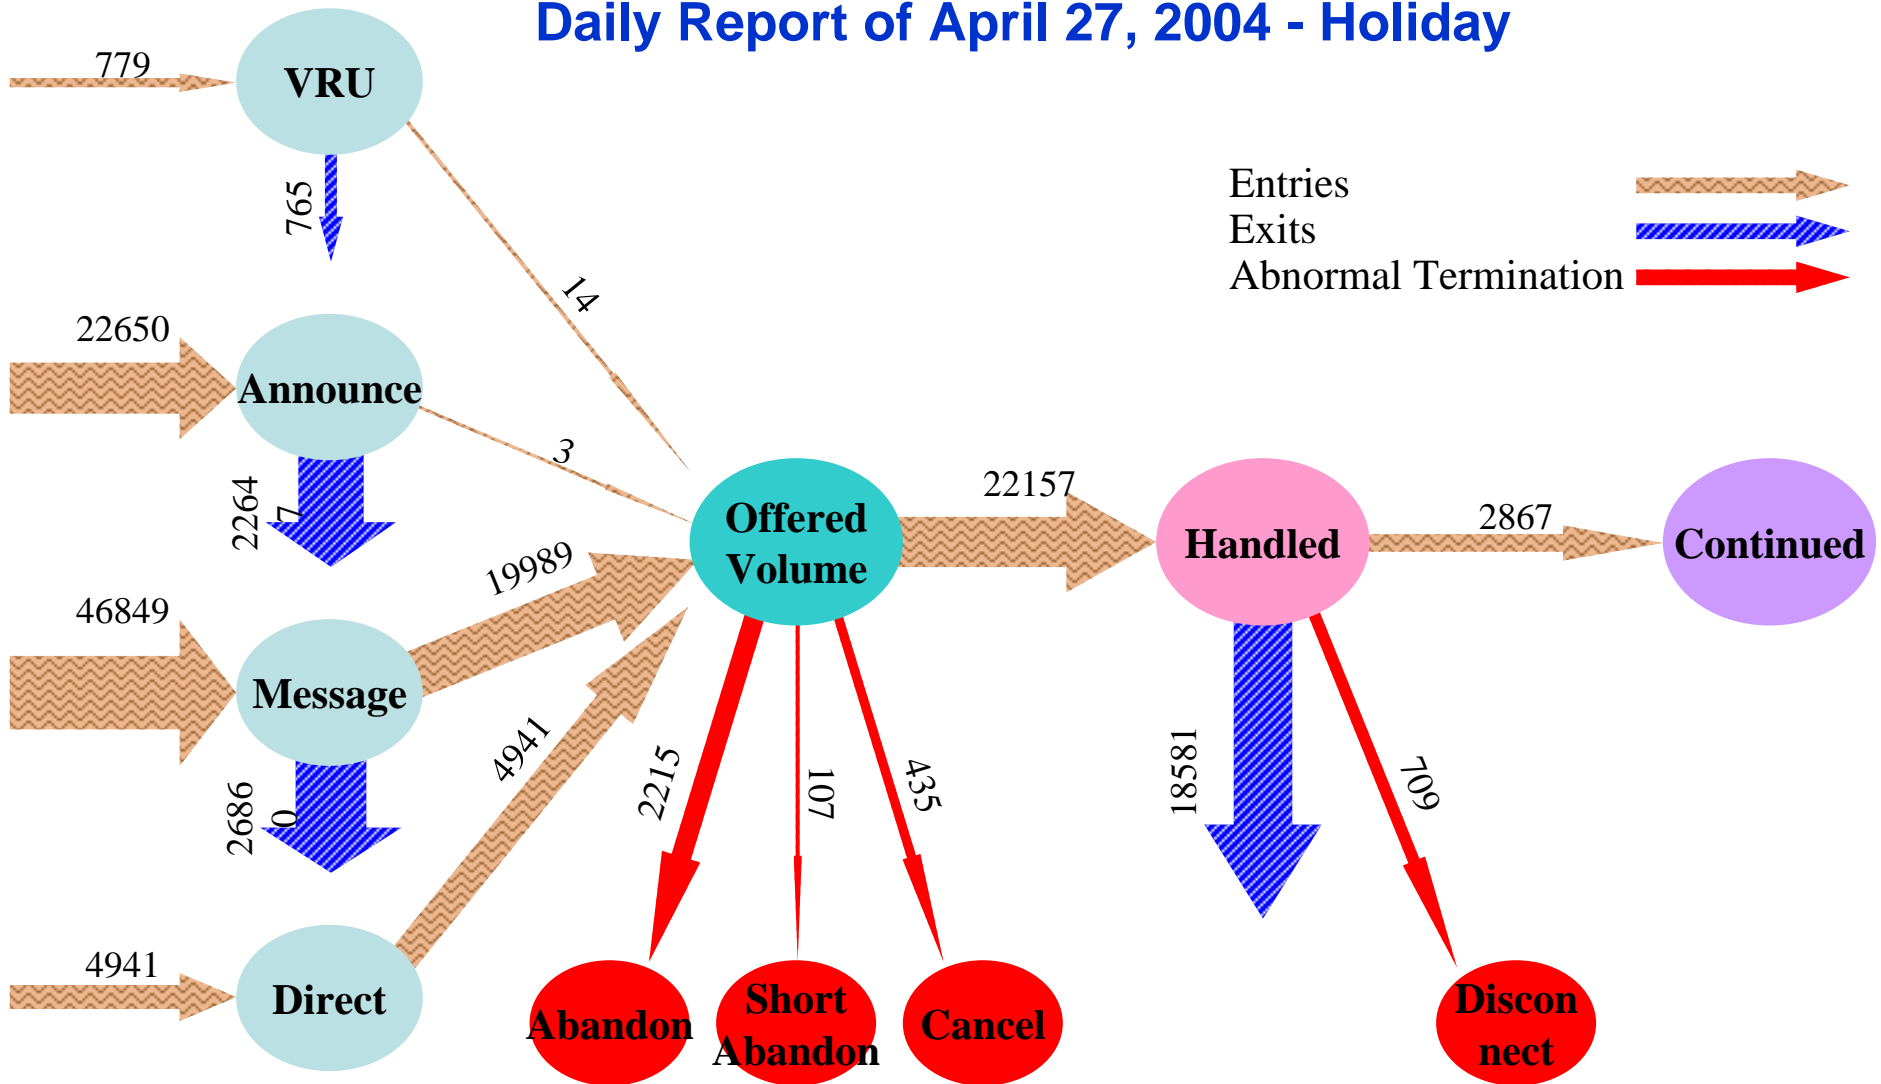 Daily Report of April 27, 2004 - Holiday
779
VRU
765
14
Entries
Exits
Abnormal Termination
22650
Announce
2264
7
3
46849
Message
2686
0
19989
4941
Direct
4941
Offered
Volume
22157
Handled
2867
Continued
2215
107
435
18581
709
Abandon
Short
Abandon
Cancel
Discon
nect